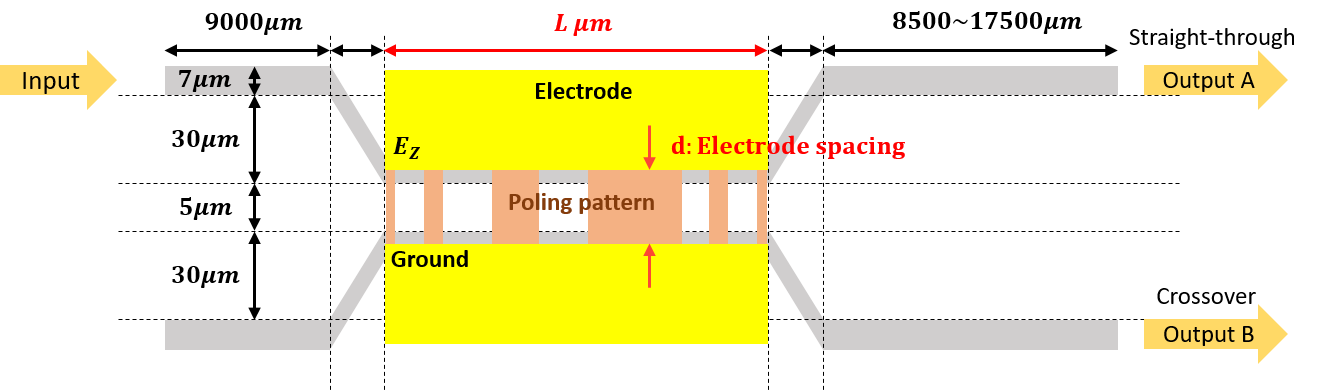 9000μm
L μm
8500~17500μm
Straight-through
Input
7μm
Electrode
Output A
30μm
E_Z
d: Electrode spacing
5μm
Poling pattern
Ground
30μm
Crossover
Output B